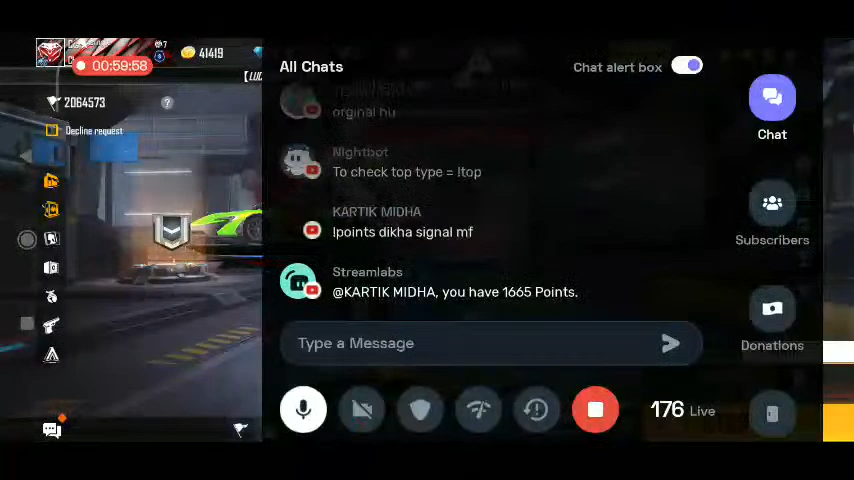 41419
00:59:58
2064573
?
Decline request
All Chats
Chat alert box
orginal hu
Nightbot
To check top type = !top
KARTIK MIDHA
!points dikha signal mf
Streamlabs
@KARTIK MIDHA, you have 1665 Points.
Type a Message
176 Live
Chat
Subscribers
Donations